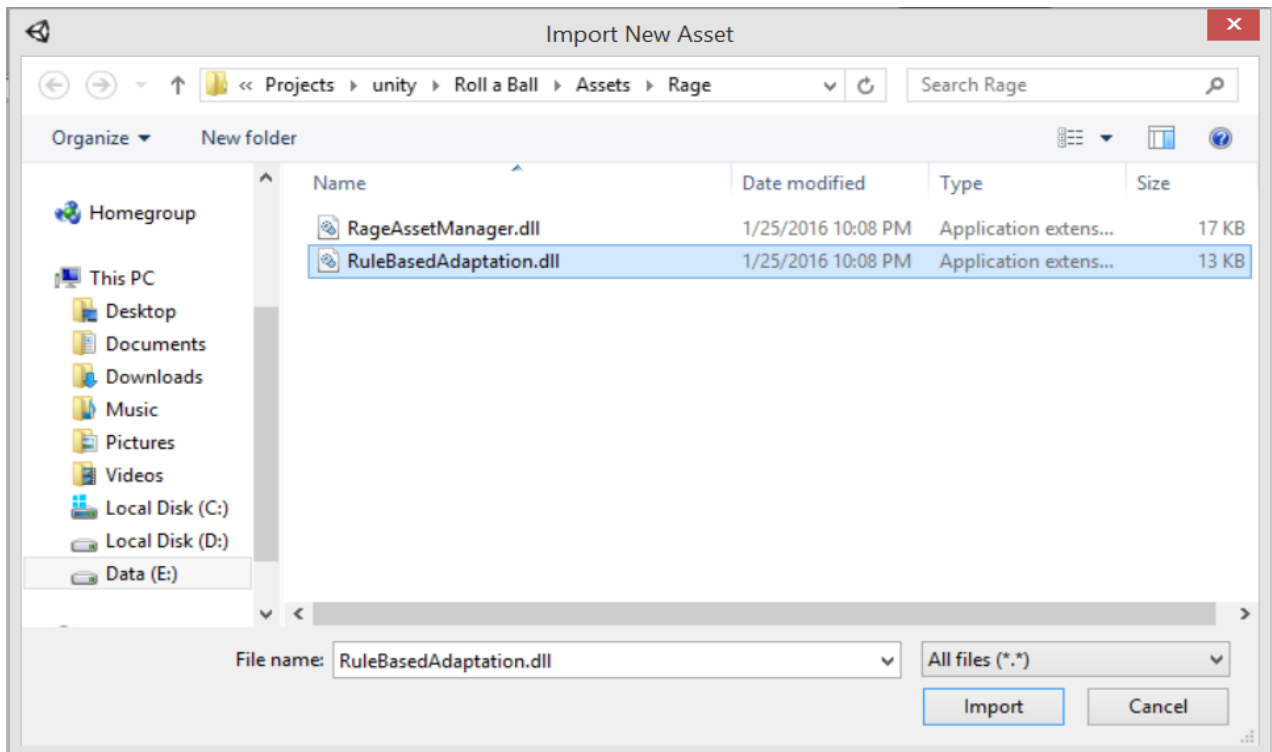 Import New Asset
« Projects unity Roll a Ball Assets Rage
Search Rage
Organize New folder
Name Date modified Type Size
Homegroup
RageAssetManager.dll 1/25/2016 10:08 PM Application extens... 17 KB
RuleBasedAdaptation.dll 1/25/2016 10:08 PM Application extens... 13 KB
This PC
Desktop
Documents
Downloads
Music
Pictures
Videos
Local Disk (C:)
Local Disk (D:)
Data (E:)
File name: RuleBasedAdaptation.dll All files (*.*)
Import Cancel